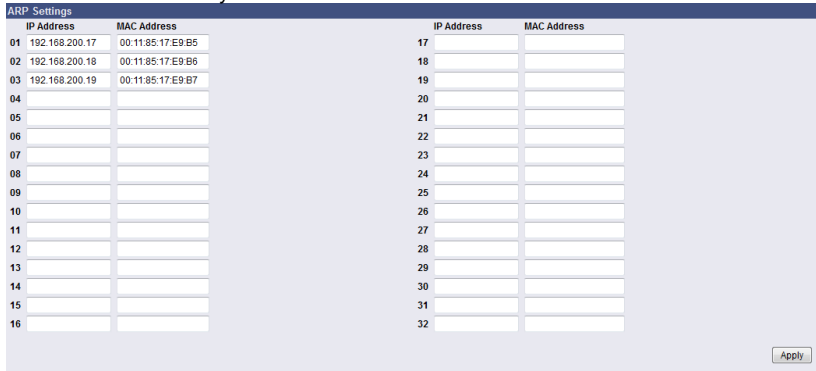 ARP Settings
IP Address MAC Address IP Address MAC Address
01 192.168.200.17 00:11:85:17:E9:B5 17
02 192.168.200.18 00:11:85:17:E9:B6 18
03 192.168.200.19 00:11:85:17:E9:B7 19
04 20
05 21
06 22
07 23
08 24
09 25
10 26
11 27
12 28
13 29
14 30
15 31
16 32
Apply